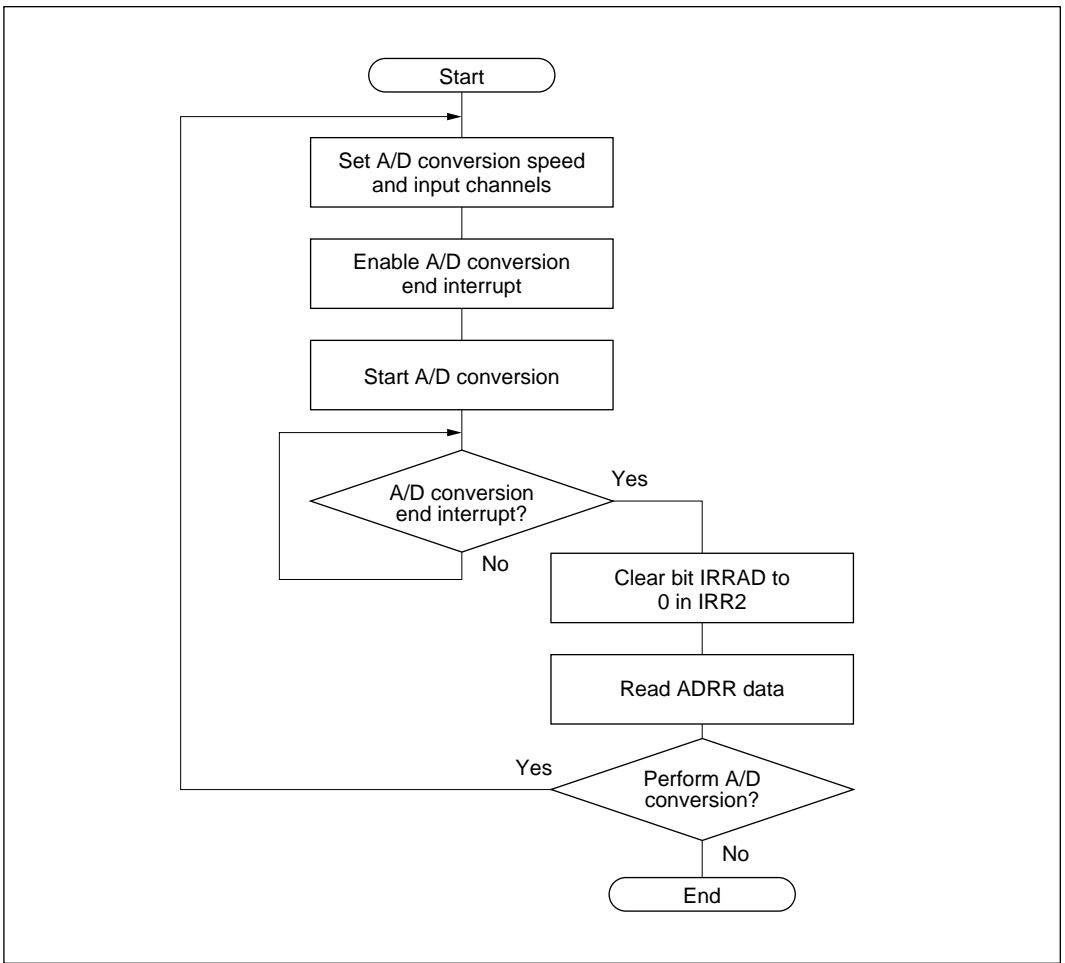 Start
Set A/D conversion speed
and input channels
Enable A/D conversion
end interrupt
Start A/D conversion
A/D conversion
end interrupt?
Yes
No
Clear bit IRRAD to
0 in IRR2
Read ADRR data
Yes
Perform A/D
conversion?
No
End